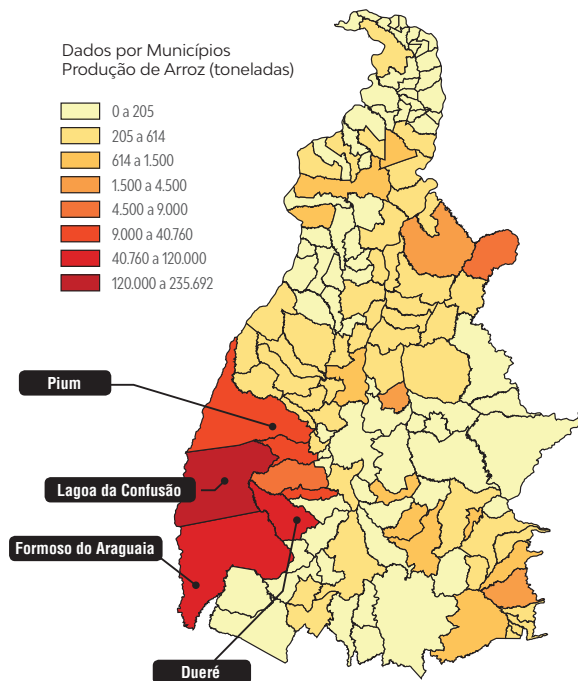 Dados por Municípios
Produção de Arroz (toneladas)
0 a 205
205 a 614
614 a 1.500
1.500 a 4.500
4.500 a 9.000
9.000 a 40.760
40.760 a 120.000
120.000 a 235.692
Pium
Lagoa da Confusão
Formoso do Araguaia
Dueré